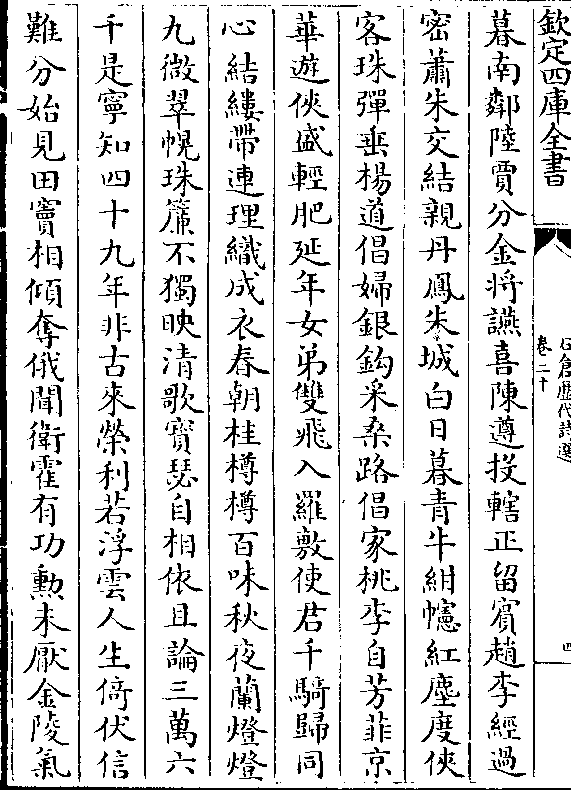 欽定四庫全書
石倉歷代詩選
卷二十
四
暮南鄰陸賈分金將讌喜陳遵投轄正留賓趙李經過
密蕭朱交結親丹鳳朱城白日暮青牛紺幰紅塵度俠
客珠彈垂楊道倡婦銀鈎采桑路倡家桃李自芳菲京
華遊俠盛輕肥延年女弟雙飛入羅敷使君千騎歸同
心結縷帶連理織成衣春朝桂樽樽百味秋夜蘭燈燈
九微翠幌珠簾不獨映清歌寳瑟自相依且論三萬六
千是寧知四十九年非古來榮利若浮雲人生倚伏信
難分始見田竇相傾奪俄聞衛霍有功勲未厭金陵氣